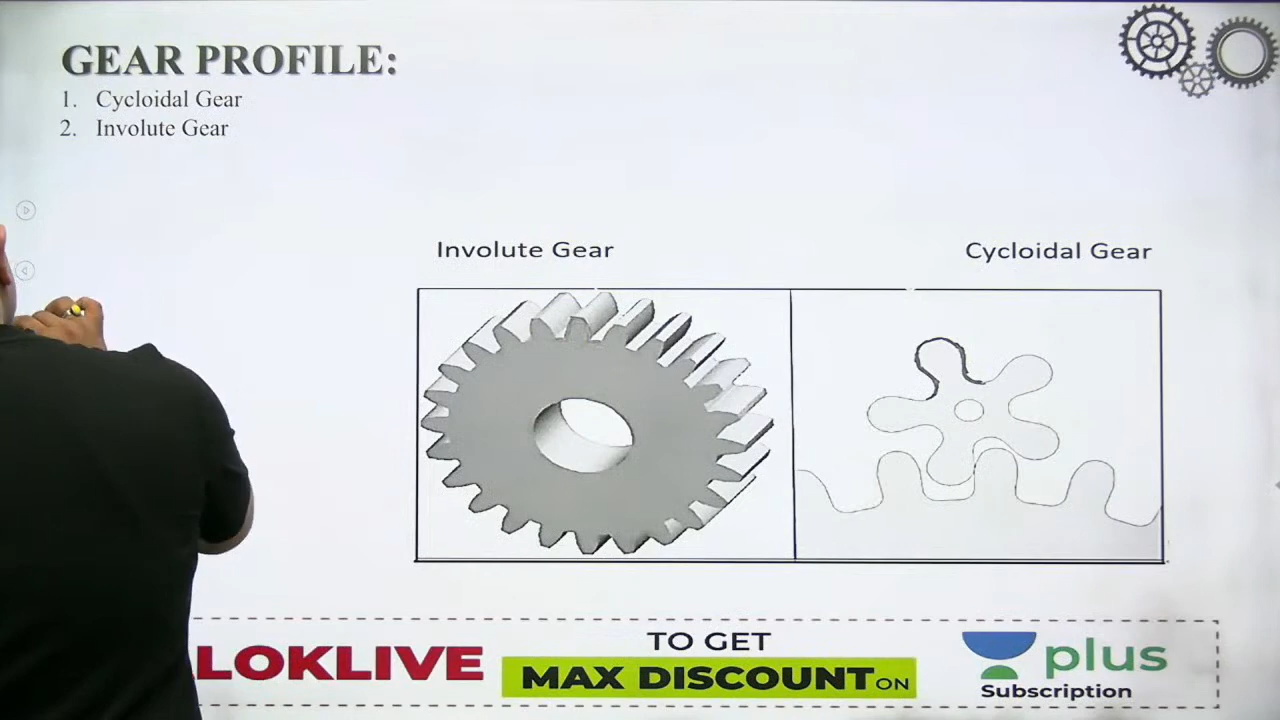 GEAR PROFILE:
1. Cycloidal Gear
2. Involute Gear
Involute Gear
Cycloidal Gear
LOKLIVE
TO GET
MAX DISCOUNT ON
plus
Subscription